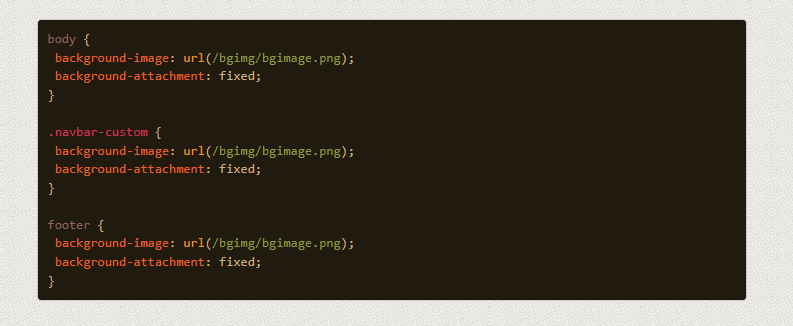 body {
 background-image: url(/bgimg/bgimage.png);
 background-attachment: fixed;
}

.navbar-custom {
 background-image: url(/bgimg/bgimage.png);
 background-attachment: fixed;
}

footer {
 background-image: url(/bgimg/bgimage.png);
 background-attachment: fixed;
}